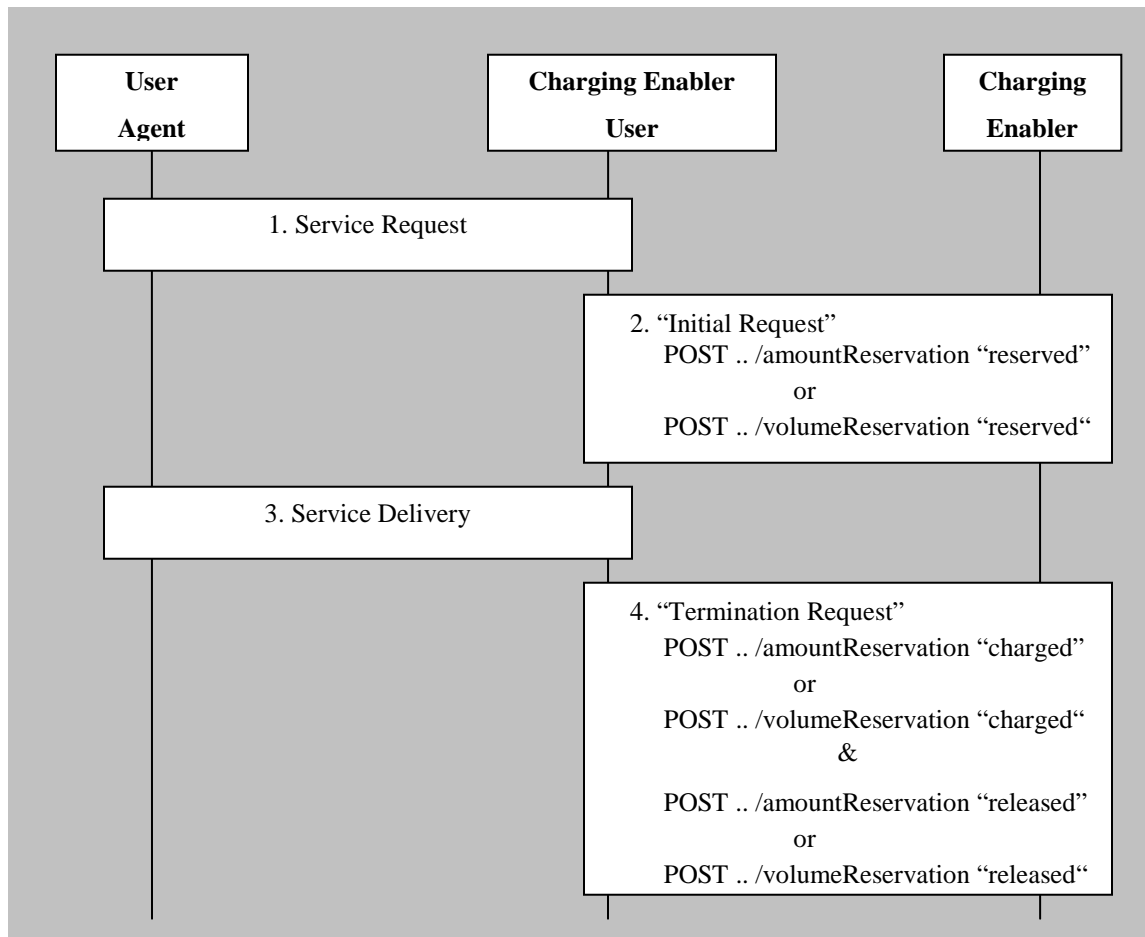 User
Agent
Charging Enabler
User
Charging
Enabler
1. Service Request
2. “Initial Request”
POST .. /amountReservation “reserved”
or
POST .. /volumeReservation “reserved“
3. Service Delivery
4. “Termination Request”
POST .. /amountReservation “charged”
or
POST .. /volumeReservation “charged“
&
POST .. /amountReservation “released”
or
POST .. /volumeReservation “released“